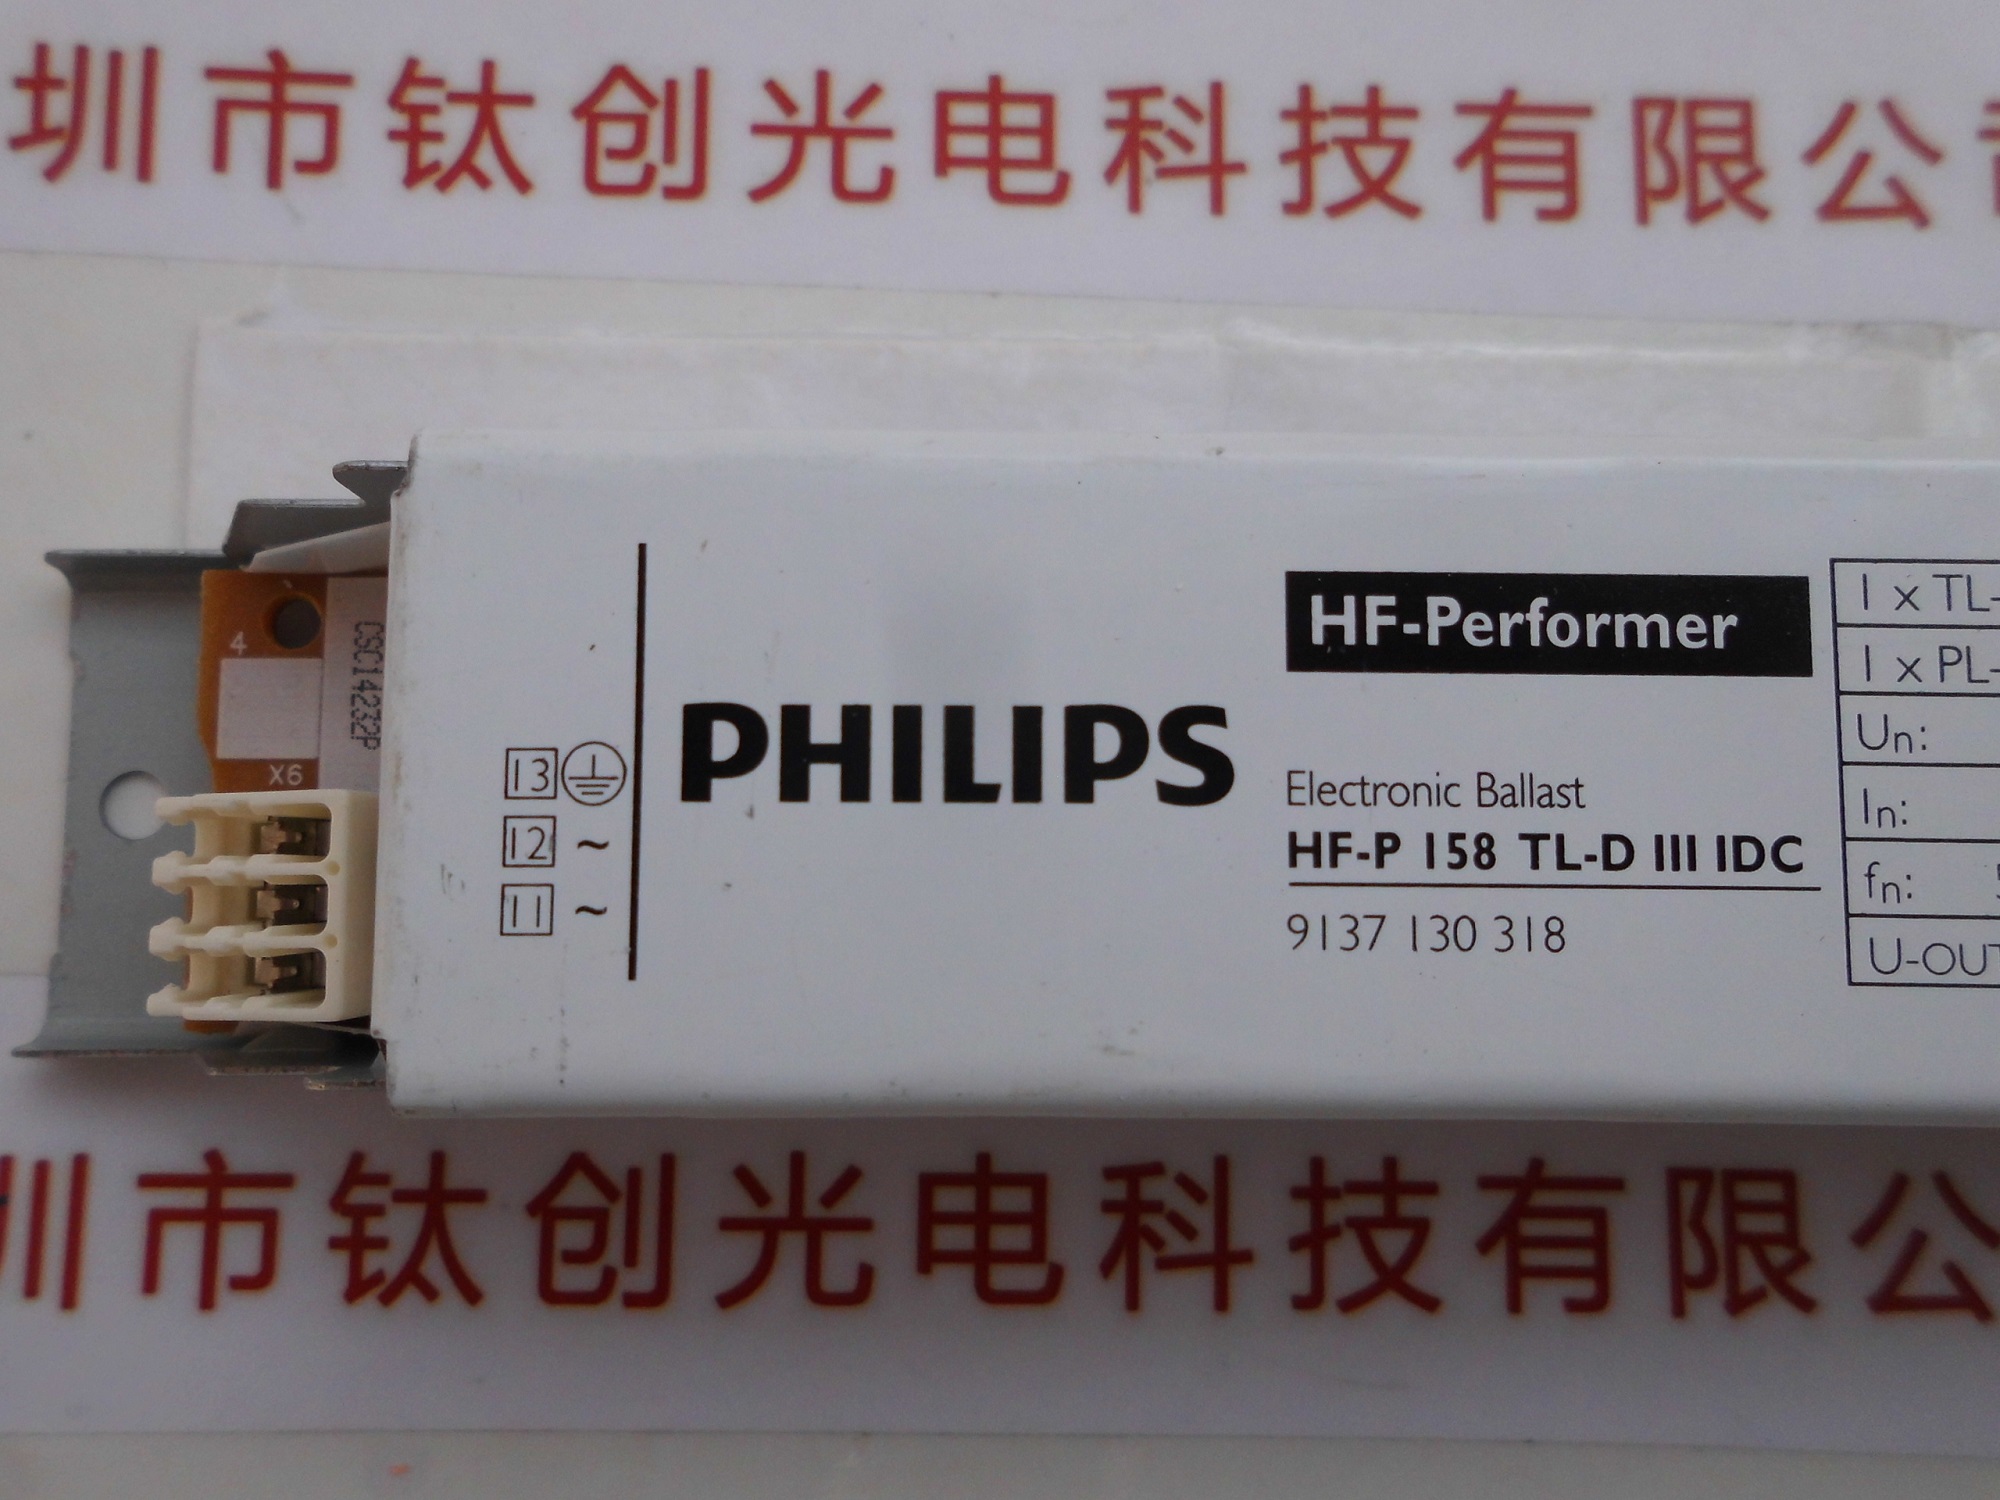 圳市钛创光电科技有限公
4
CSC14232P
X6
13
12 ~
11 ~
PHILIPS
HF-Performer
Electronic Ballast
HF-P 158 TL-D III IDC
9137 130 318
1 x TL-
1 x PL-
Un:
In:
fn:
U-OUT
圳市钛创光电科技有限公